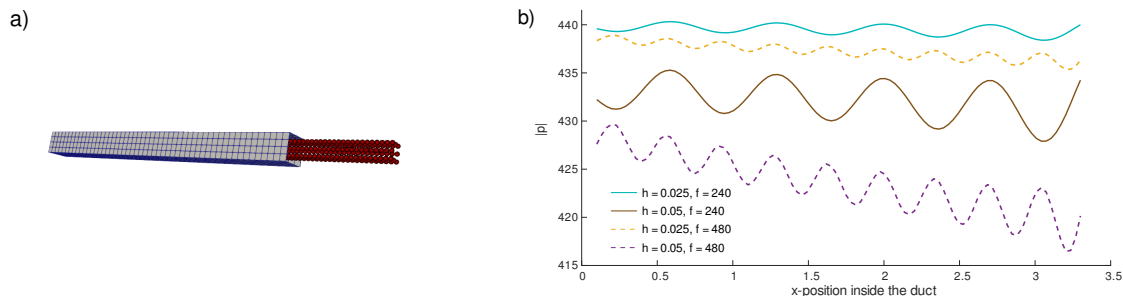 a)
b)
440
435
430
425
420
415
|p|
h = 0.025, f = 240
h = 0.05, f = 240
h = 0.025, f = 480
h = 0.05, f = 480
0 0.5 1 1.5 2 2.5 3 3.5
x-position inside the duct